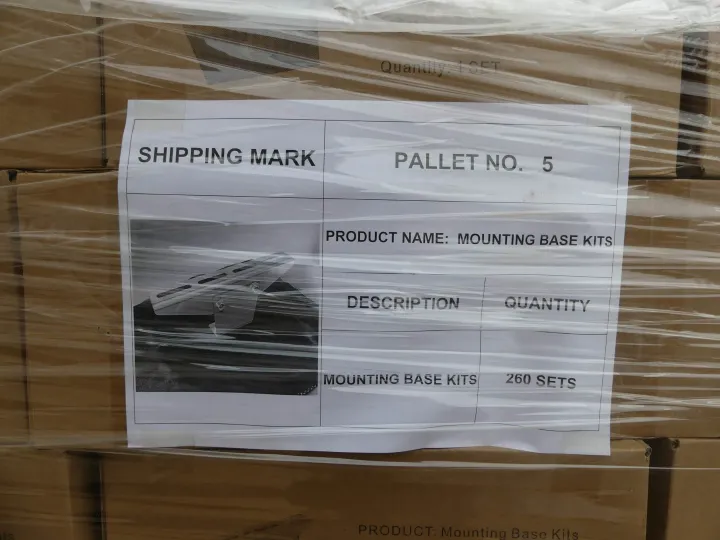 Quantity: 1 SET
SHIPPING MARK
PALLET NO. 5
PRODUCT NAME: MOUNTING BASE KITS
DESCRIPTION QUANTITY
MOUNTING BASE KITS 260 SETS
PRODUCT: Mounting Base Kits